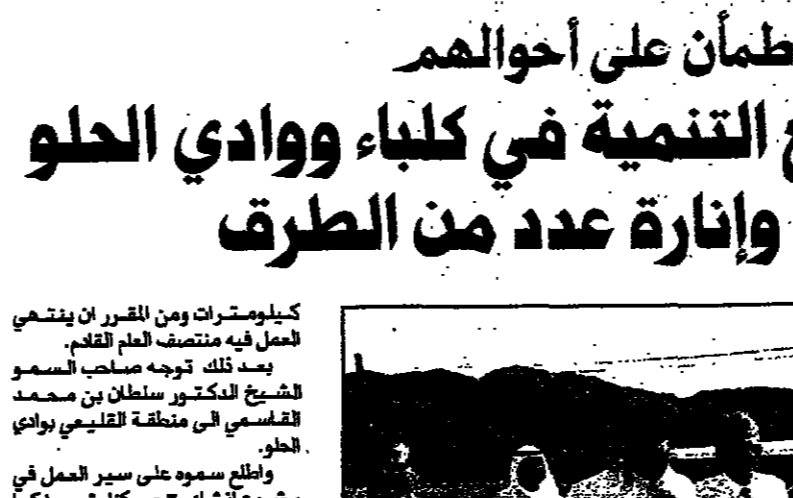 طمأن على أحوالهم
التنمية في كلباء ووادي الحلو
وإنارة عدد من الطرق
كيلومترات ومن المقرر ان ينتهي
العمل فيه منتصف العام القادم.
بعد ذلك توجه صاحب السمو
الشيخ الدكتور سلطان بن محمد
القاسمي الى منطقة القليعي بوادي
الحلو.
واطلع سموه على سير العمل في